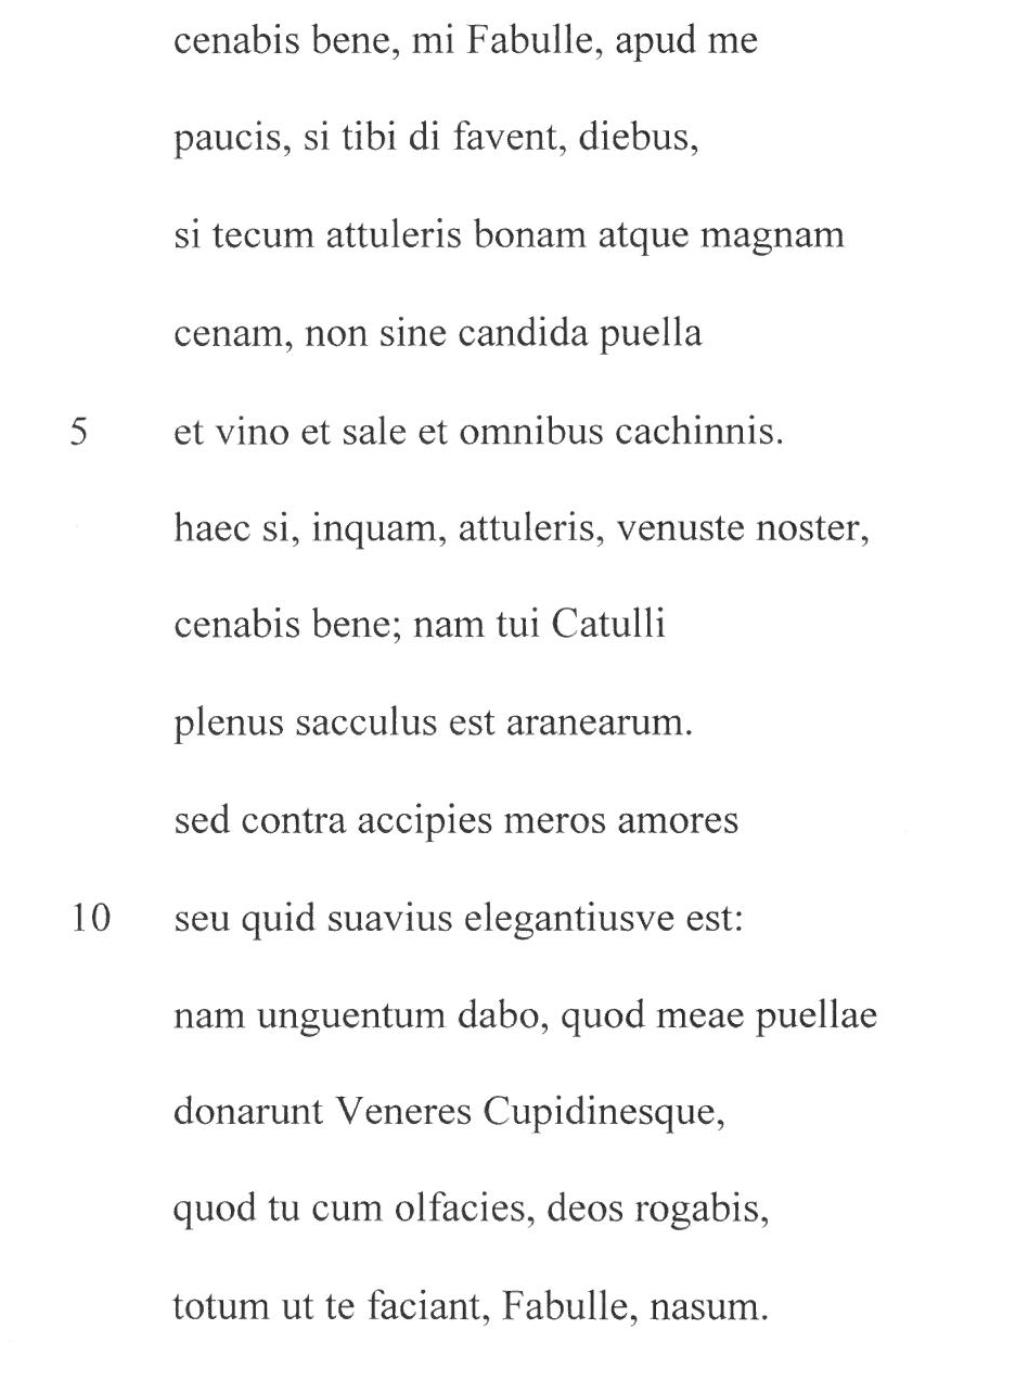 cenabis bene, mi Fabulle, apud me
paucis, si tibi di favent, diebus,
si tecum attuleris bonam atque magnam
cenam, non sine candida puella
5 et vino et sale et omnibus cachinnis.
haec si, inquam, attuleris, venuste noster,
cenabis bene; nam tui Catulli
plenus sacculus est aranearum.
sed contra accipies meros amores
10 seu quid suavius elegantiusve est:
nam unguentum dabo, quod meae puellae
donarunt Veneres Cupidinesque,
quod tu cum olfacies, deos rogabis,
totum ut te faciant, Fabulle, nasum.